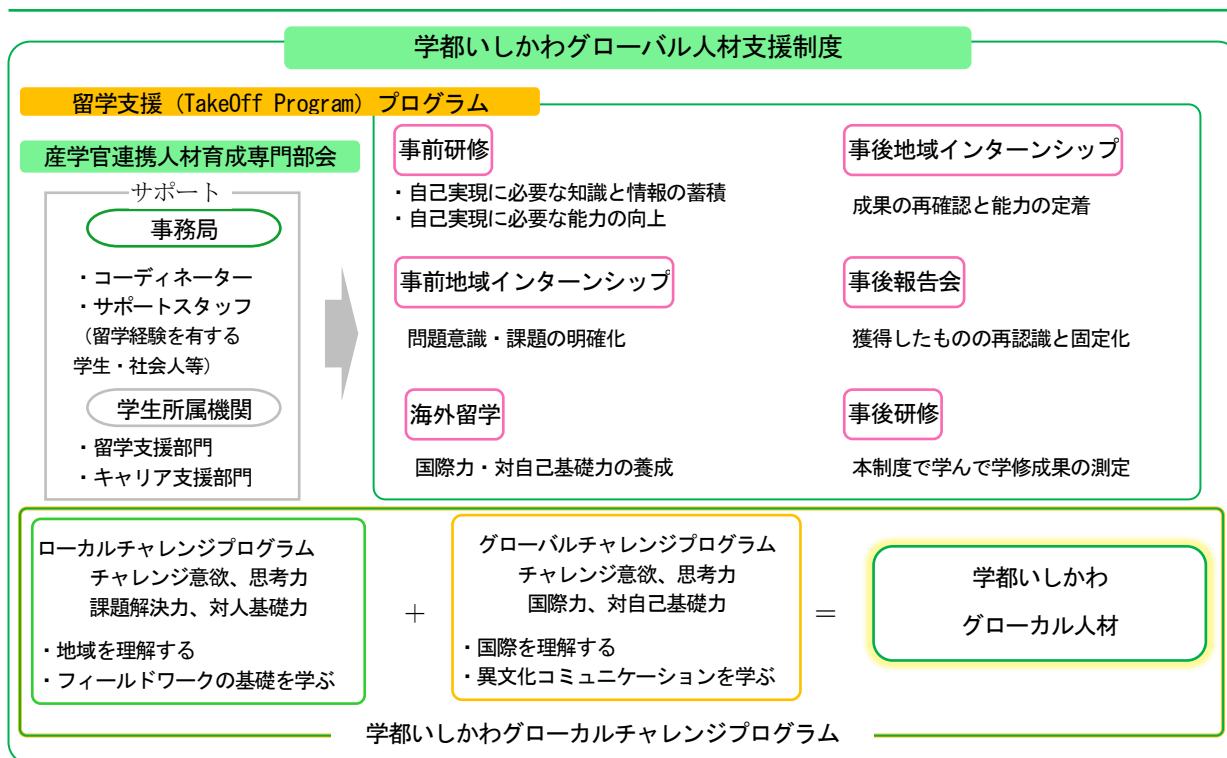 学都いしかわグローバル人材支援制度
留学支援（TakeOff Program）プログラム
産学官連携人材育成専門部会
サポート
事務局
・コーディネーター
・サポートスタッフ
（留学経験を有する
学生・社会人等）
学生所属機関
・留学支援部門
・キャリア支援部門
事前研修
・自己実現に必要な知識と情報の蓄積
・自己実現に必要な能力の向上
事前地域インターンシップ
問題意識・課題の明確化
海外留学
国際力・対自己基礎力の養成
事後地域インターンシップ
成果の再確認と能力の定着
事後報告会
獲得したものの再認識と固定化
事後研修
本制度で学んで学修成果の測定
ローカルチャレンジプログラム
チャレンジ意欲、思考力
課題解決力、対人基礎力
・地域を理解する
・フィールドワークの基礎を学ぶ
＋
グローバルチャレンジプログラム
チャレンジ意欲、思考力
国際力、対自己基礎力
・国際を理解する
・異文化コミュニケーションを学ぶ
＝
学都いしかわ
グローカル人材
学都いしかわグローカルチャレンジプログラム